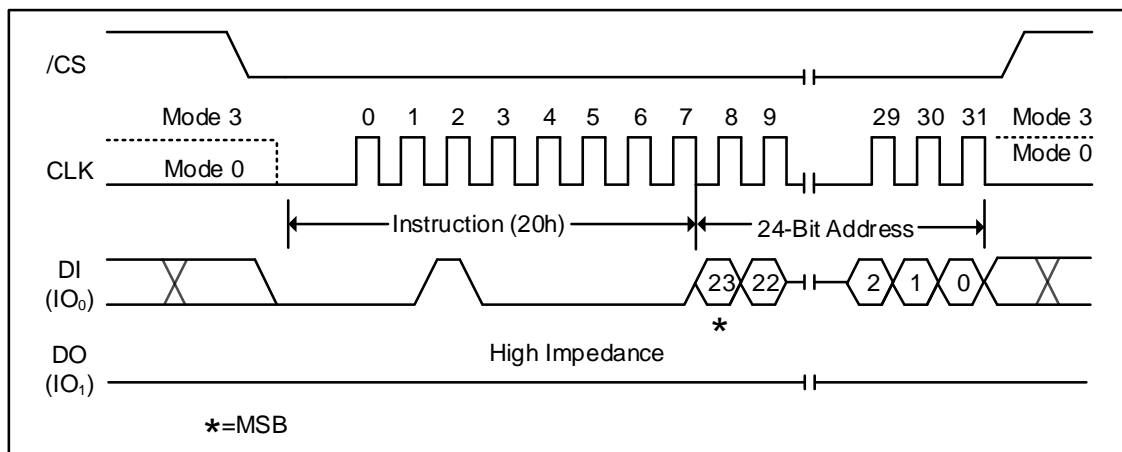 /CS
Mode 3
0 1 2 3 4 5 6 7 8 9 29 30 31
Mode 3
CLK
Mode 0
Mode 0
Instruction (20h)
24-Bit Address
DI
(IO₀)
23 22 2 1 0
*
DO
(IO₁)
High Impedance
*=MSB